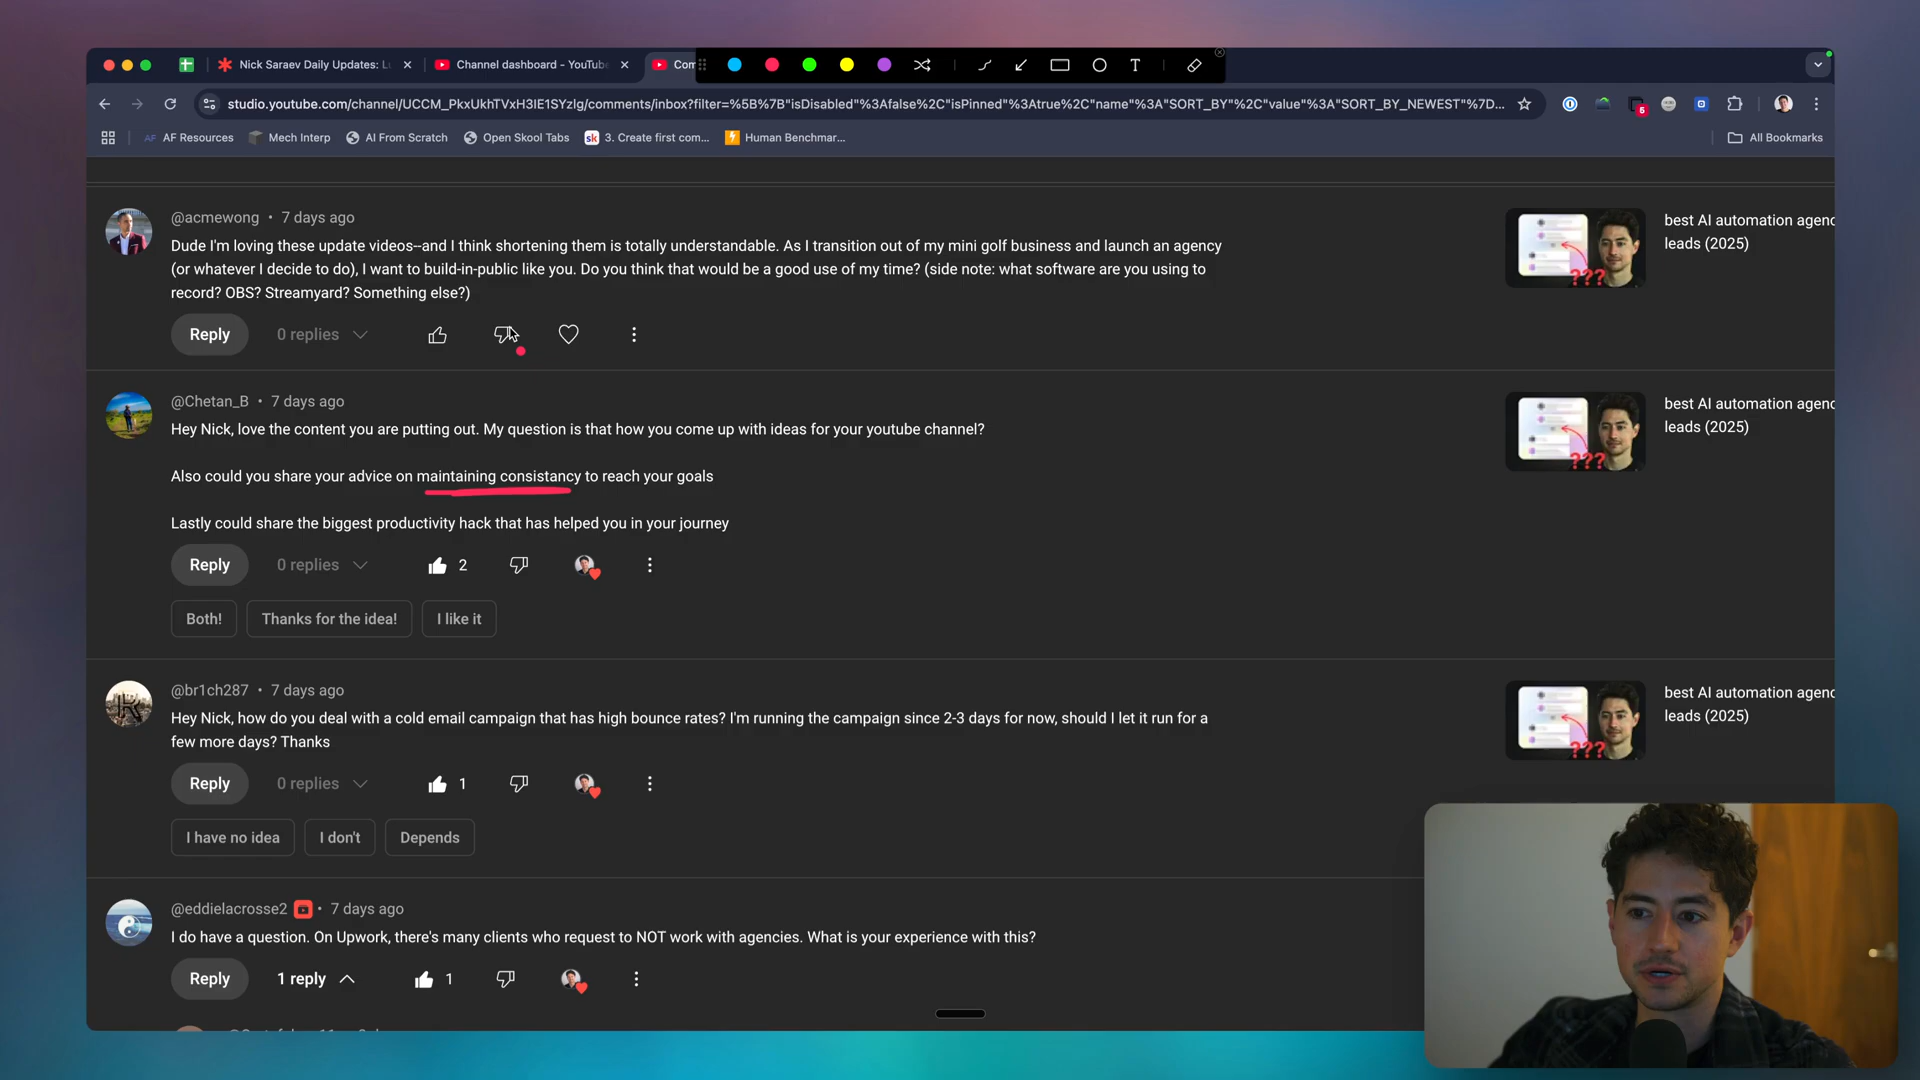 Nick Saraev Daily Updates: L
Channel dashboard - YouTube
Com
T
studio.youtube.com/channel/UCCM_PkxUkhTVxH3IE1SYzlg/comments/inbox?filter=%5B%7B"isDisabled"%3Afalse%2C"isPinned"%3Atrue%2C"name"%3A"SORT_BY"%2C"value"%3A"SORT_BY_NEWEST"%7D...
5
AF AF Resources
Mech Interp
AI From Scratch
Open Skool Tabs
sk 3. Create first com...
Human Benchmar...
All Bookmarks
@acmewong • 7 days ago
Dude I'm loving these update videos--and I think shortening them is totally understandable. As I transition out of my mini golf business and launch an agency
(or whatever I decide to do), I want to build-in-public like you. Do you think that would be a good use of my time? (side note: what software are you using to
record? OBS? Streamyard? Something else?)
Reply 0 replies
???
best AI automation agenc
leads (2025)
@Chetan_B • 7 days ago
Hey Nick, love the content you are putting out. My question is that how you come up with ideas for your youtube channel?
Also could you share your advice on maintaining consistancy to reach your goals
Lastly could share the biggest productivity hack that has helped you in your journey
Reply 0 replies 2
Both! Thanks for the idea! I like it
???
best AI automation agenc
leads (2025)
@br1ch287 • 7 days ago
Hey Nick, how do you deal with a cold email campaign that has high bounce rates? I'm running the campaign since 2-3 days for now, should I let it run for a
few more days? Thanks
Reply 0 replies 1
I have no idea I don't Depends
???
best AI automation agenc
leads (2025)
@eddielacrosse2 • 7 days ago
I do have a question. On Upwork, there's many clients who request to NOT work with agencies. What is your experience with this?
Reply 1 reply 1